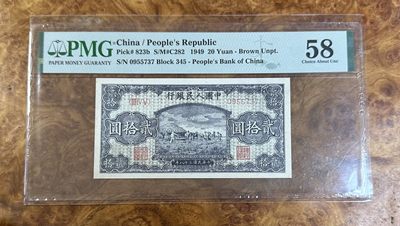 PMG
PAPER MONEY GUARANTY
China / People's Republic
Pick# 823b S/M#C282 1949 20 Yuan - Brown Unpt.
S/N 0955737 Block 345 - People's Bank of China
58
Choice About Unc
中國人民銀行
貳拾圓
貳拾圓